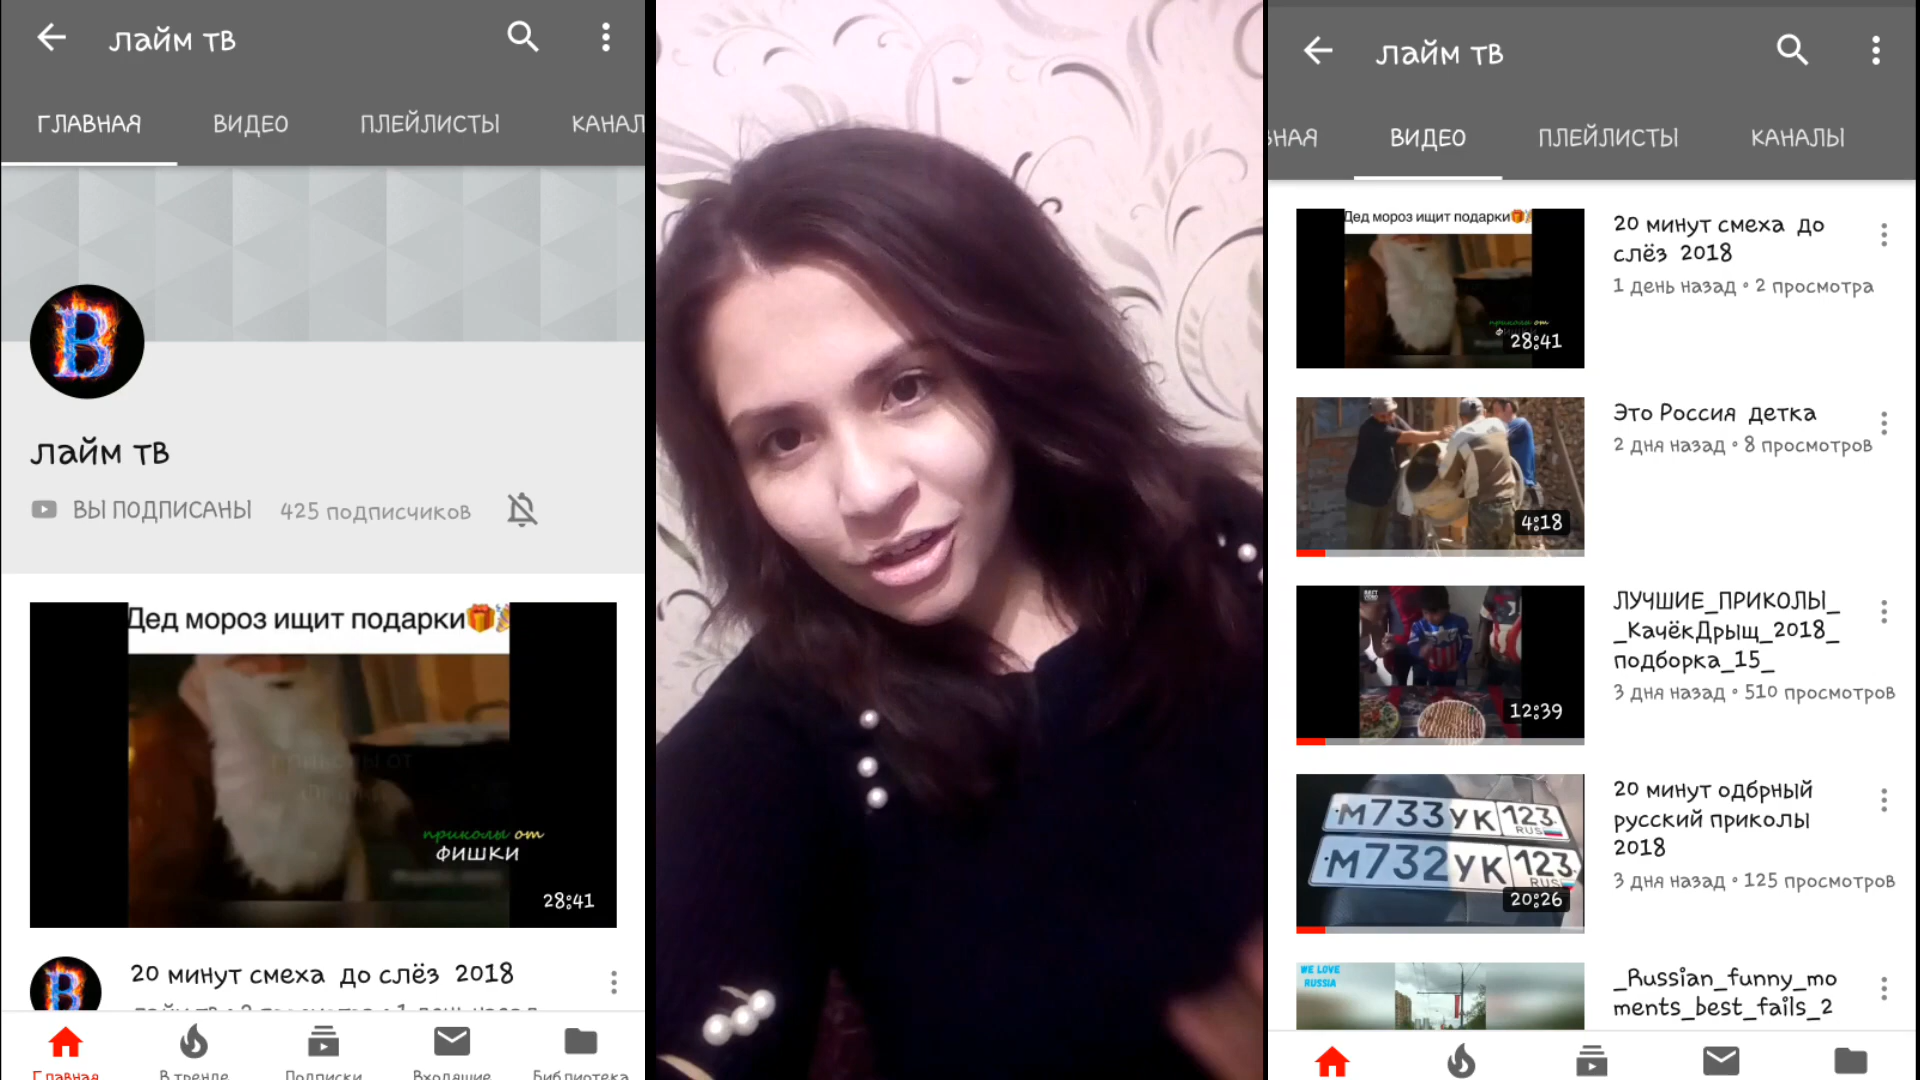 лайм тв
ГЛАВНАЯ
ВИДЕО
ПЛЕЙЛИСТЫ
КАНАЛ
B
лайм тв
ВЫ ПОДПИСАНЫ
425 подписчиков
Дед мороз ищит подарки🎁🎉
ПРИКОЛЫ ОТ
приколы от
ФИШКИ
28:41
B
20 минут смеха до слёз 2018
Главная
В тренде
Подписки
Входящие
Библиотека
лайм тв
ВНАЯ
ВИДЕО
ПЛЕЙЛИСТЫ
КАНАЛЫ
Дед мороз ищит подарки🎁
приколы от
28:41
20 минут смеха до
слёз 2018
1 день назад • 2 просмотра
4:18
Это Россия детка
2 дня назад • 8 просмотров
12:39
ЛУЧШИЕ_ПРИКОЛЫ_
_КачёкДрыщ_2018_
подборка_15_
3 дня назад • 510 просмотров
М733УК 123
RUS
М732УК 123
RUS
20:26
20 минут одбрный
русский приколы
2018
3 дня назад • 125 просмотров
WE LOVE
RUSSIA
_Russian_funny_mo
ments_best_fails_2